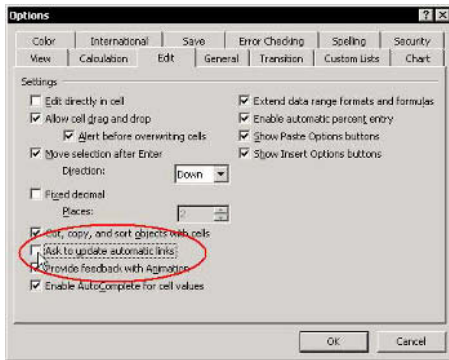 Options
Color International Save Error Checking Spelling Security
View Calculation Edit General Transition Custom Lists Chart
Settings
Edit directly in cell
Allow cell drag and drop
Alert before overwriting cells
Move selection after Enter
Direction: Down
Fixed decimal
Places: 2
Cut, copy, and sort objects with cells
Ask to update automatic links
Provide feedback with Animation
Enable AutoComplete for cell values
Extend data range formats and formulas
Enable automatic percent entry
Show Paste Options buttons
Show Insert Options buttons
OK Cancel